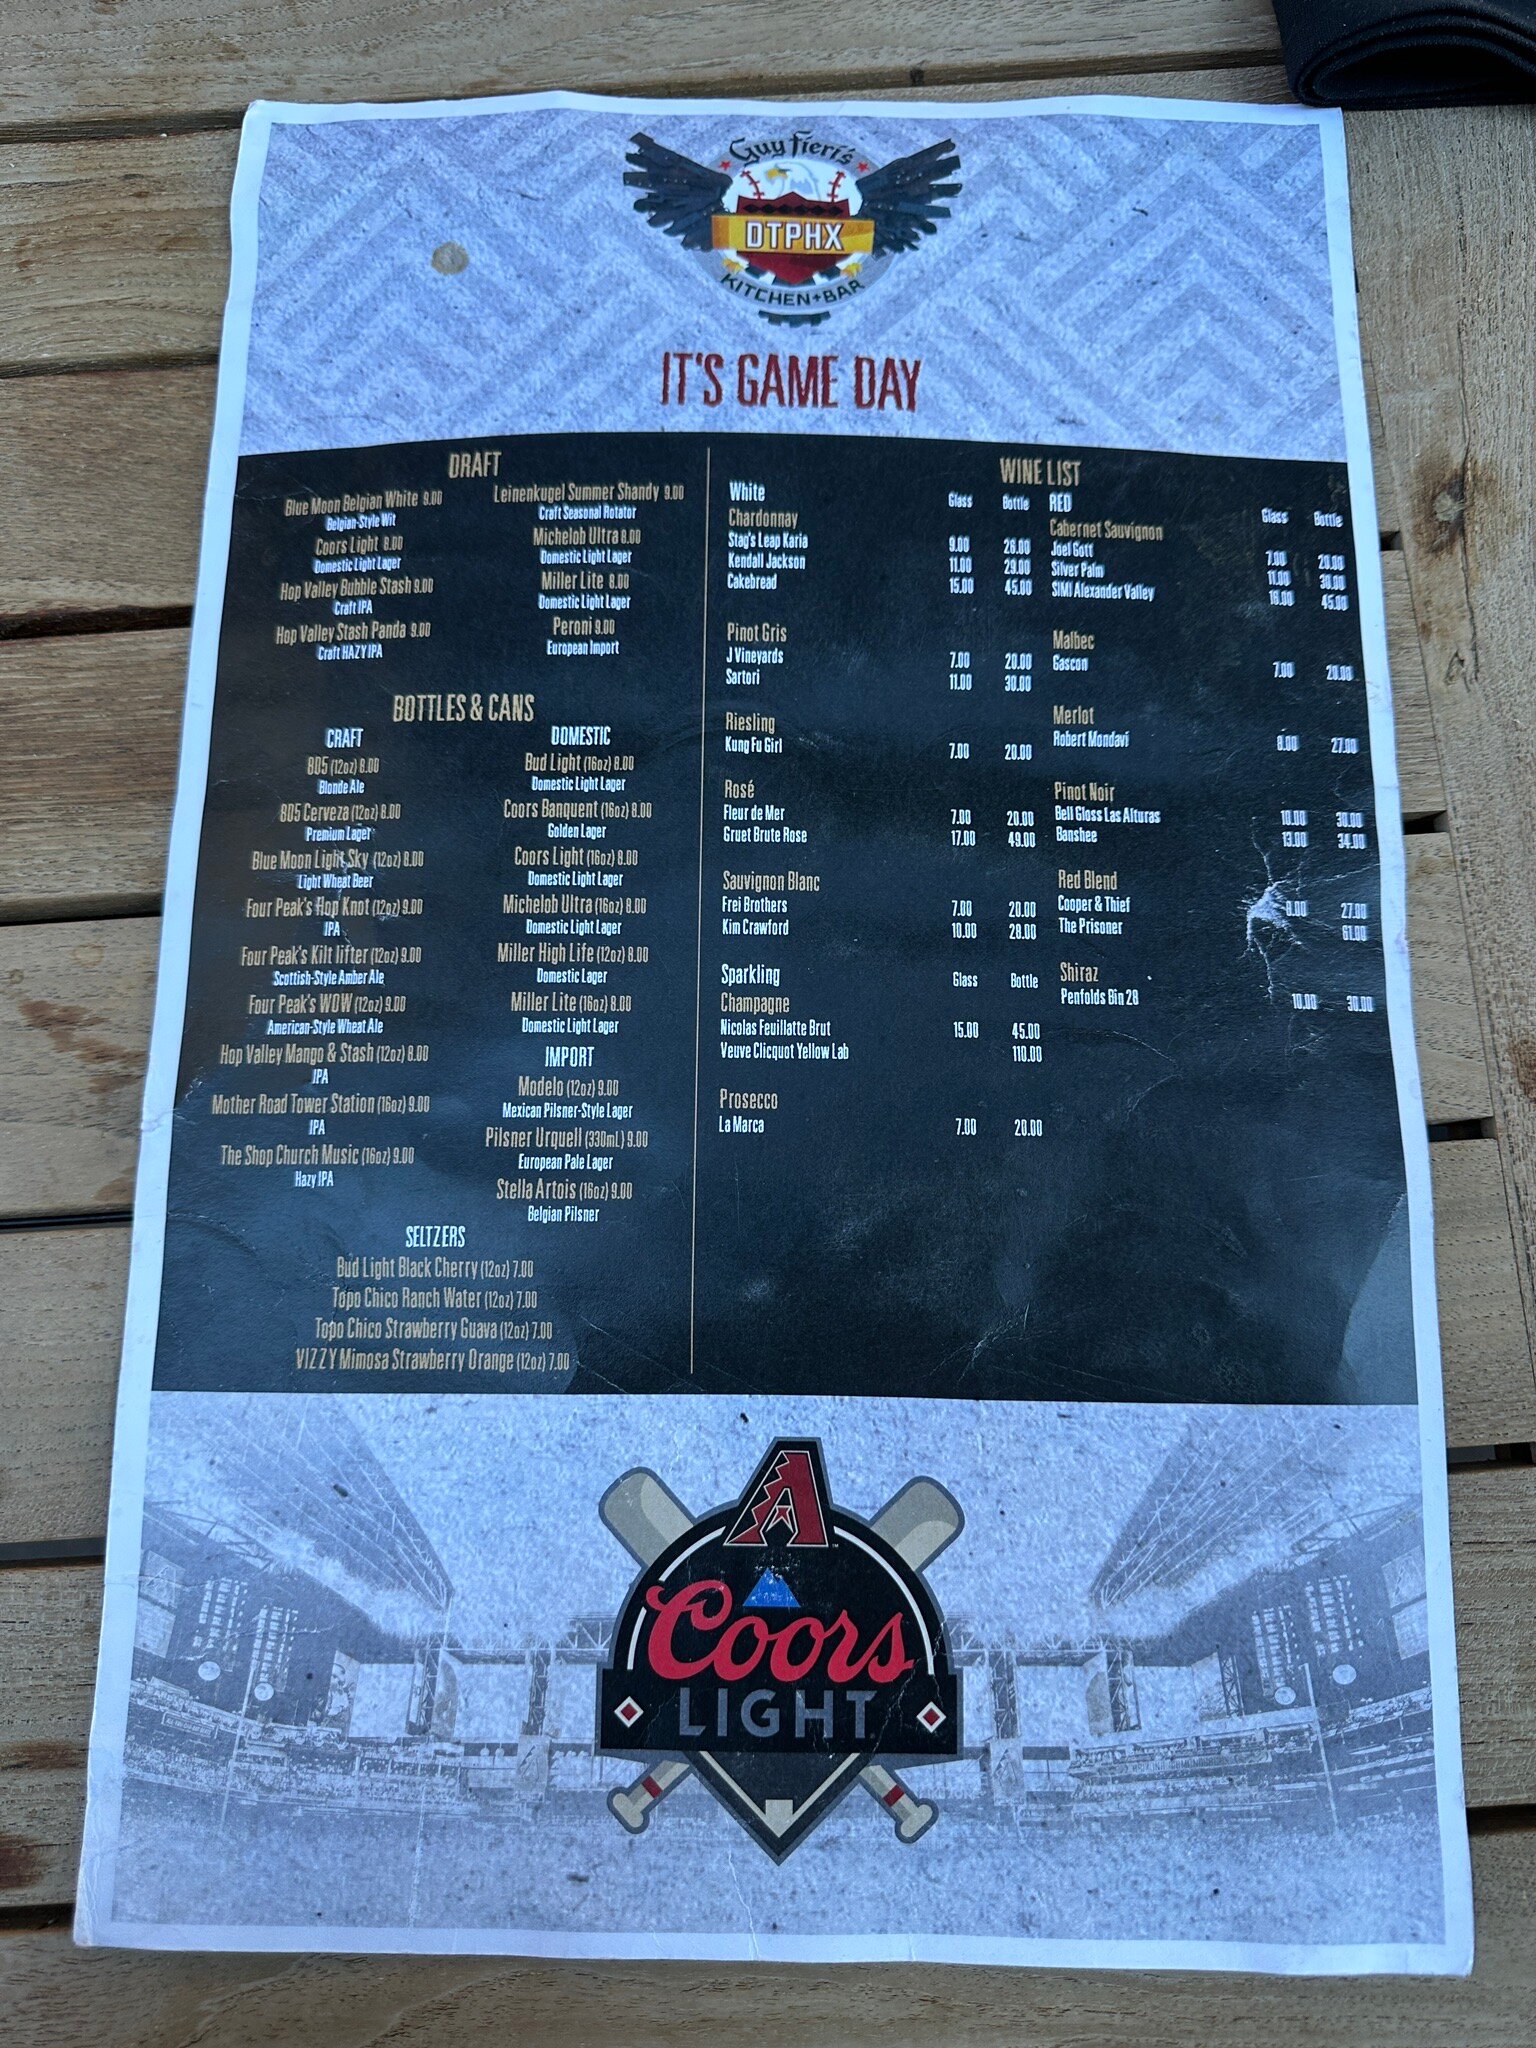 Guy Fieri's
DTPHX
KITCHEN+BAR
IT'S GAME DAY
DRAFT
Blue Moon Belgian White 9.00
Belgian-Style Wit
Coors Light 8.00
Domestic Light Lager
Hop Valley Bubble Stash 9.00
Craft IPA
Hop Valley Stash Panda 9.00
Craft HAZY IPA
Leinenkugel Summer Shandy 9.00
Craft Seasonal Rotator
Michelob Ultra 8.00
Domestic Light Lager
Miller Lite 8.00
Domestic Light Lager
Peroni 9.00
European Import
BOTTLES & CANS
CRAFT
805 (12oz) 8.00
Blonde Ale
805 Cerveza (12oz) 8.00
Premium Lager
Blue Moon Light Sky (12oz) 8.00
Light Wheat Beer
Four Peak's Hop Knot (12oz) 9.00
IPA
Four Peak's Kilt lifter (12oz) 9.00
Scottish-Style Amber Ale
Four Peak's WOW (12oz) 9.00
American-Style Wheat Ale
Hop Valley Mango & Stash (12oz) 8.00
IPA
Mother Road Tower Station (16oz) 9.00
IPA
The Shop Church Music (16oz) 9.00
Hazy IPA
DOMESTIC
Bud Light (16oz) 8.00
Domestic Light Lager
Coors Banquent (16oz) 8.00
Golden Lager
Coors Light (16oz) 8.00
Domestic Light Lager
Michelob Ultra (16oz) 8.00
Domestic Light Lager
Miller High Life (12oz) 8.00
Domestic Lager
Miller Lite (16oz) 8.00
Domestic Light Lager
IMPORT
Modelo (12oz) 9.00
Mexican Pilsner-Style Lager
Pilsner Urquell (330mL) 9.00
European Pale Lager
Stella Artois (16oz) 9.00
Belgian Pilsner
SELTZERS
Bud Light Black Cherry (12oz) 7.00
Topo Chico Ranch Water (12oz) 7.00
Topo Chico Strawberry Guava (12oz) 7.00
VIZZY Mimosa Strawberry Orange (12oz) 7.00
WINE LIST
White Glass Bottle
Chardonnay
Stag's Leap Karia 9.00 26.00
Kendall Jackson 11.00 29.00
Cakebread 15.00 45.00
Pinot Gris
J Vineyards 7.00 20.00
Sartori 11.00 30.00
Riesling
Kung Fu Girl 7.00 20.00
Rosé
Fleur de Mer 7.00 20.00
Gruet Brute Rose 17.00 49.00
Sauvignon Blanc
Frei Brothers 7.00 20.00
Kim Crawford 10.00 28.00
Sparkling Glass Bottle
Champagne
Nicolas Feuillatte Brut 15.00 45.00
Veuve Clicquot Yellow Lab 110.00
Prosecco
La Marca 7.00 20.00
RED Glass Bottle
Cabernet Sauvignon
Joel Gott 7.00 20.00
Silver Palm 11.00 30.00
SIMI Alexander Valley 16.00 45.00
Malbec
Gascon 7.00 20.00
Merlot
Robert Mondavi 8.00 27.00
Pinot Noir
Bell Gloss Las Alturas 10.00 30.00
Banshee 13.00 34.00
Red Blend
Cooper & Thief 8.00 27.00
The Prisoner 61.00
Shiraz
Penfolds Bin 28 10.00 30.00
A
Coors
LIGHT